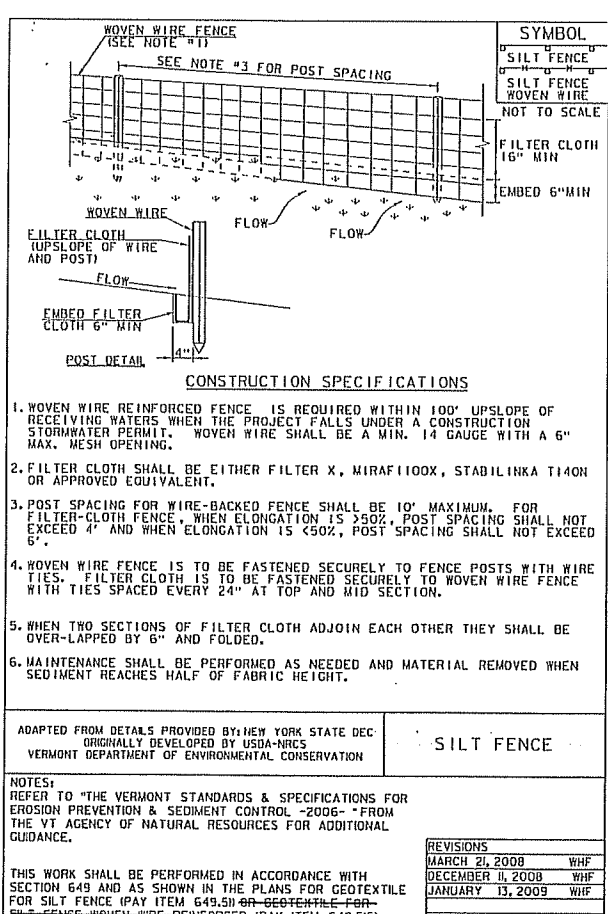 WOVEN WIRE FENCE
(SEE NOTE #1)
SEE NOTE #3 FOR POST SPACING
SYMBOL
SILT FENCE
SILT FENCE
WOVEN WIRE
NOT TO SCALE
FILTER CLOTH
16" MIN
EMBED 6"MIN
FLOW
FLOW
WOVEN WIRE
FILTER CLOTH
(UPSLOPE OF WIRE
AND POST)
FLOW
EMBED FILTER
CLOTH 6" MIN
4"
POST DETAIL
CONSTRUCTION SPECIFICATIONS
1. WOVEN WIRE REINFORCED FENCE IS REQUIRED WITHIN 100' UPSLOPE OF
RECEIVING WATERS WHEN THE PROJECT FALLS UNDER A CONSTRUCTION
STORMWATER PERMIT. WOVEN WIRE SHALL BE A MIN. 14 GAUGE WITH A 6"
MAX. MESH OPENING.
2. FILTER CLOTH SHALL BE EITHER FILTER X, MIRAFI100X, STABILINKA T140N
OR APPROVED EQUIVALENT.
3. POST SPACING FOR WIRE-BACKED FENCE SHALL BE 10' MAXIMUM. FOR
FILTER-CLOTH FENCE, WHEN ELONGATION IS >50%, POST SPACING SHALL NOT
EXCEED 4' AND WHEN ELONGATION IS <50%, POST SPACING SHALL NOT EXCEED
6'.
4. WOVEN WIRE FENCE IS TO BE FASTENED SECURELY TO FENCE POSTS WITH WIRE
TIES. FILTER CLOTH IS TO BE FASTENED SECURELY TO WOVEN WIRE FENCE
WITH TIES SPACED EVERY 24" AT TOP AND MID SECTION.
5. WHEN TWO SECTIONS OF FILTER CLOTH ADJOIN EACH OTHER THEY SHALL BE
OVER-LAPPED BY 6" AND FOLDED.
6. MAINTENANCE SHALL BE PERFORMED AS NEEDED AND MATERIAL REMOVED WHEN
SEDIMENT REACHES HALF OF FABRIC HEIGHT.
ADAPTED FROM DETAILS PROVIDED BY: NEW YORK STATE DEC
ORIGINALLY DEVELOPED BY USDA-NRCS
VERMONT DEPARTMENT OF ENVIRONMENTAL CONSERVATION
SILT FENCE
NOTES:
REFER TO "THE VERMONT STANDARDS & SPECIFICATIONS FOR
EROSION PREVENTION & SEDIMENT CONTROL -2006- "FROM
THE VT AGENCY OF NATURAL RESOURCES FOR ADDITIONAL
GUIDANCE.
THIS WORK SHALL BE PERFORMED IN ACCORDANCE WITH
SECTION 649 AND AS SHOWN IN THE PLANS FOR GEOTEXTILE
FOR SILT FENCE (PAY ITEM 649.51) OR GEOTEXTILE FOR
SILT FENCE WOVEN WIRE REINFORCED (PAY ITEM 649.515)
REVISIONS
MARCH 21, 2008 WHF
DECEMBER 11, 2008 WHF
JANUARY 13, 2009 WHF